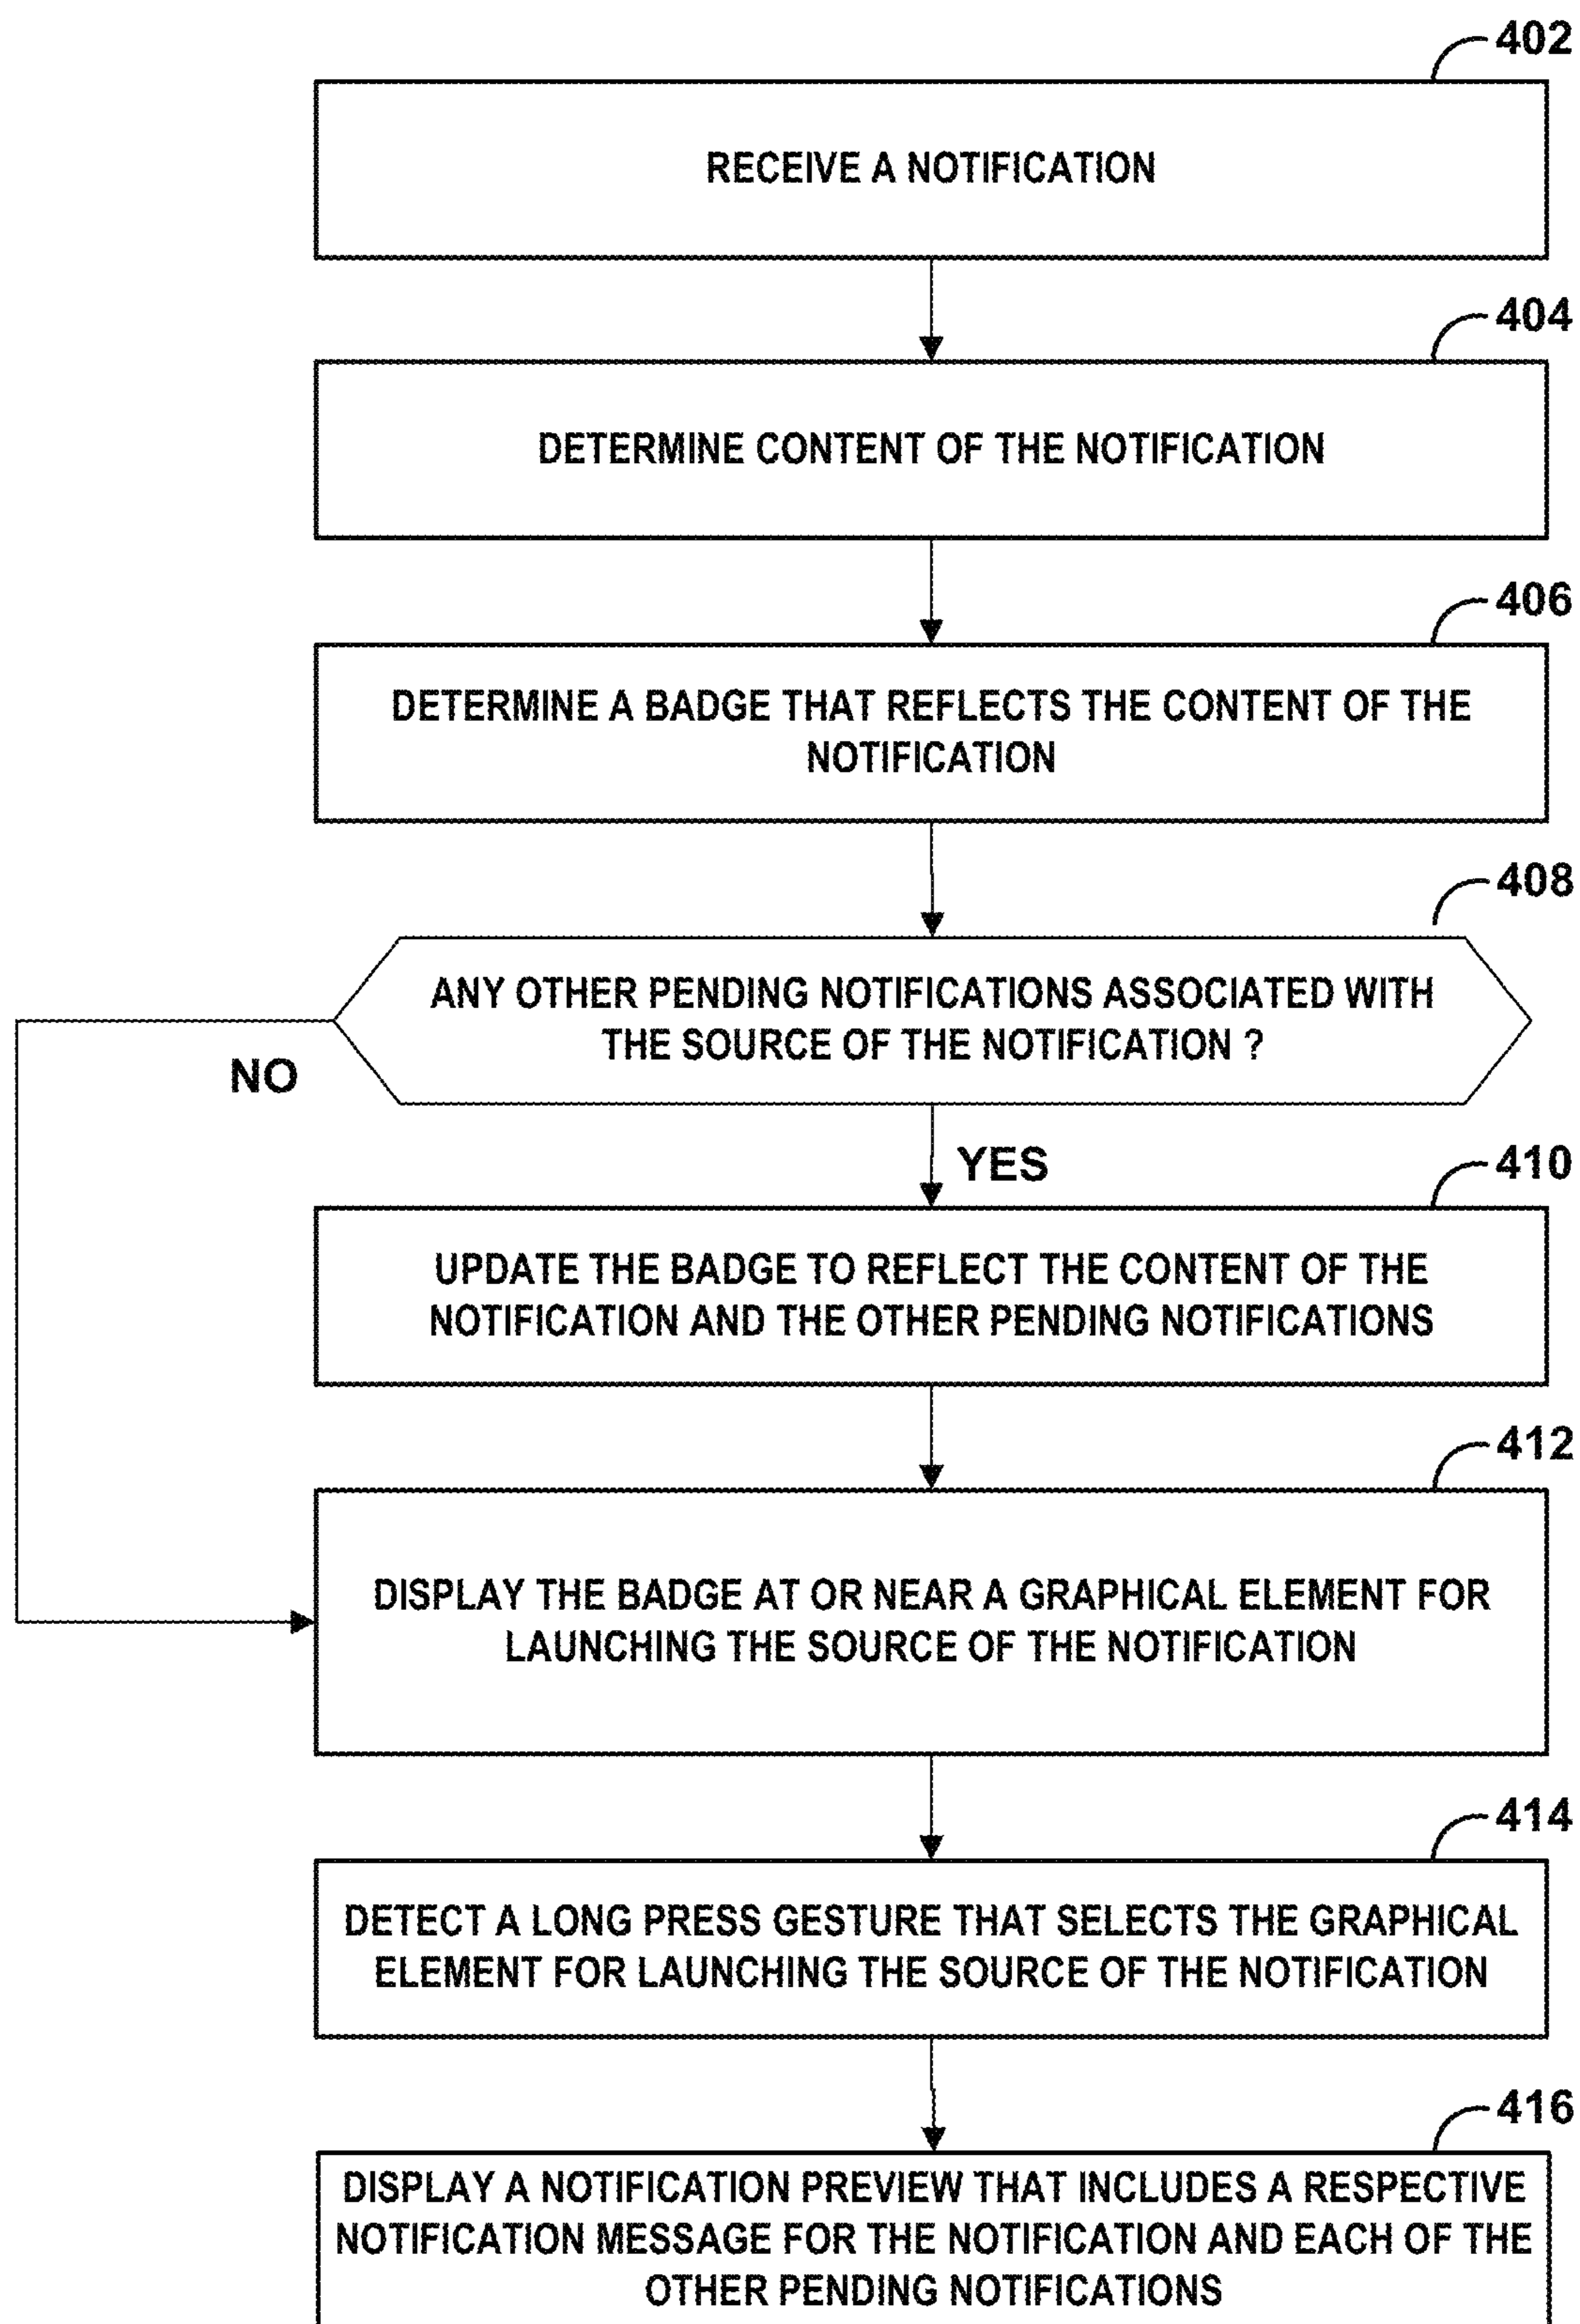 402
RECEIVE A NOTIFICATION
404
DETERMINE CONTENT OF THE NOTIFICATION
406
DETERMINE A BADGE THAT REFLECTS THE CONTENT OF THE
NOTIFICATION
408
ANY OTHER PENDING NOTIFICATIONS ASSOCIATED WITH
THE SOURCE OF THE NOTIFICATION ?
NO
YES
410
UPDATE THE BADGE TO REFLECT THE CONTENT OF THE
NOTIFICATION AND THE OTHER PENDING NOTIFICATIONS
412
DISPLAY THE BADGE AT OR NEAR A GRAPHICAL ELEMENT FOR
LAUNCHING THE SOURCE OF THE NOTIFICATION
414
DETECT A LONG PRESS GESTURE THAT SELECTS THE GRAPHICAL
ELEMENT FOR LAUNCHING THE SOURCE OF THE NOTIFICATION
416
DISPLAY A NOTIFICATION PREVIEW THAT INCLUDES A RESPECTIVE
NOTIFICATION MESSAGE FOR THE NOTIFICATION AND EACH OF THE
OTHER PENDING NOTIFICATIONS